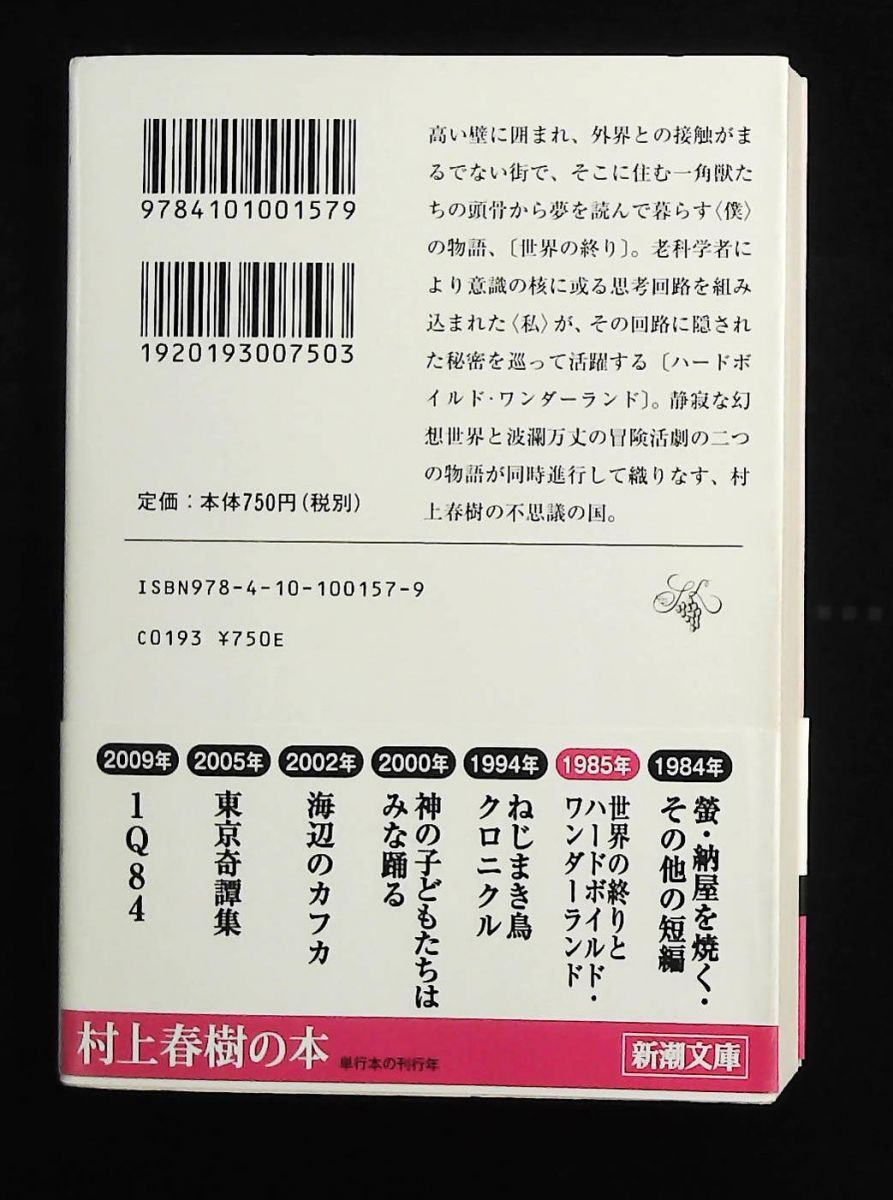 9784101001579
1920193007503
定価：本体750円（税別）
高い壁に囲まれ、外界との接触がま
るでない街で、そこに住む一角獣た
ちの頭骨から夢を読んで暮らす〈僕〉
の物語、〔世界の終り〕。老科学者に
より意識の核に或る思考回路を組み
込まれた〈私〉が、その回路に隠され
た秘密を巡って活躍する〔ハードボ
イルド・ワンダーランド〕。静寂な幻
想世界と波瀾万丈の冒険活劇の二つ
の物語が同時進行して織りなす、村
上春樹の不思議の国。
ISBN978-4-10-100157-9
C0193 ¥750E
1984年
螢・納屋を焼く・
その他の短編
1985年
世界の終りと
ハードボイルド・
ワンダーランド
1994年
ねじまき鳥
クロニクル
2000年
神の子どもたちは
みな踊る
2002年
海辺のカフカ
2005年
東京奇譚集
2009年
1Q84
村上春樹の本
単行本の刊行年
新潮文庫